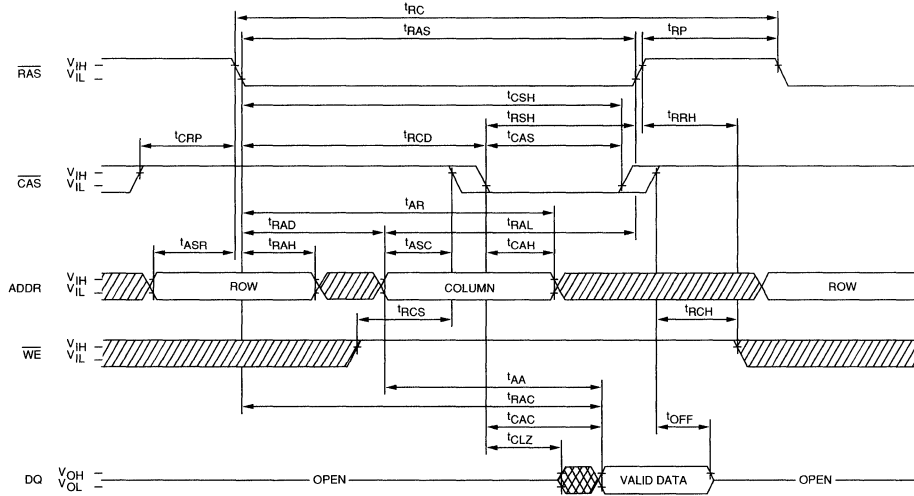 tRC
tRAS
tRP
RAS
VIH
VIL
tCSH
tRSH
tRRH
tCRP
tRCD
tCAS
CAS
VIH
VIL
tAR
tRAD
tRAL
tASR
tRAH
tASC
tCAH
ADDR
VIH
VIL
ROW
COLUMN
ROW
tRCS
tRCH
WE
VIH
VIL
tAA
tRAC
tCAC
tOFF
tCLZ
DQ
VOH
VOL
OPEN
VALID DATA
OPEN